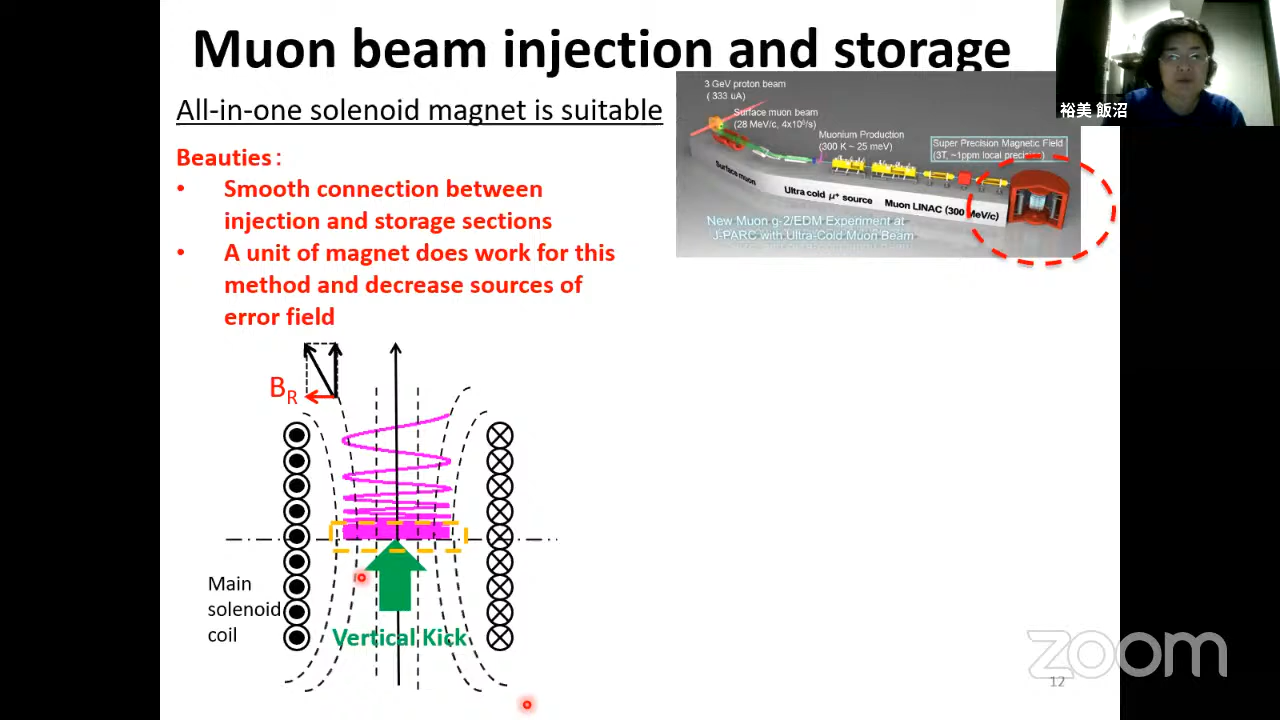 Muon beam injection and storage
All-in-one solenoid magnet is suitable
Beauties:
• Smooth connection between
injection and storage sections
• A unit of magnet does work for this
method and decrease sources of
error field
3 GeV proton beam
( 333 uA)
Surface muon beam
(28 MeV/c, 4x10⁸/s)
Muonium Production
(300 K ~ 25 meV)
Super Precision Magnetic Field
(3T, ~1ppm local precision)
Surface muon
Ultra cold μ⁺ source
Muon LINAC (300 MeV/c)
New Muon g-2/EDM Experiment at
J-PARC with Ultra-Cold Muon Beam
裕美 飯沼
BR
Main
solenoid
coil
Vertical Kick
zoom
12